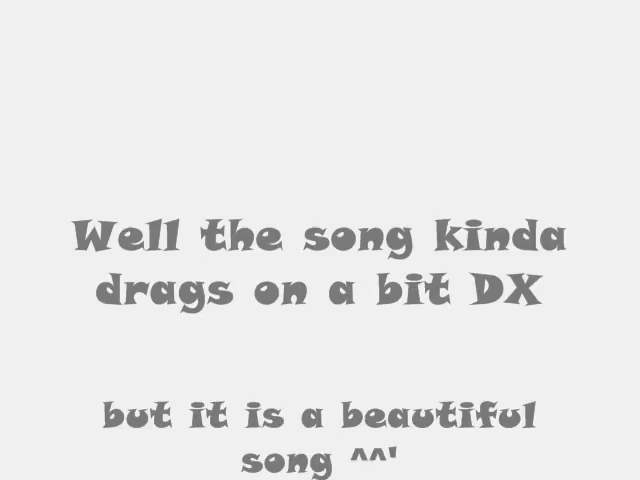 Well the song kinda
drags on a bit DX
but it is a beautiful
song ^^'